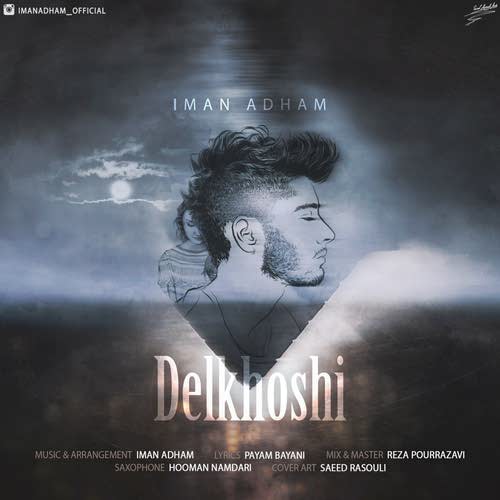 IMANADHAM_OFFICIAL
IMAN ADHAM
Delkhoshi
MUSIC & ARRANGEMENT IMAN ADHAM LYRICS PAYAM BAYANI MIX & MASTER REZA POURRAZAVI
SAXOPHONE HOOMAN NAMDARI COVER ART SAEED RASOULI